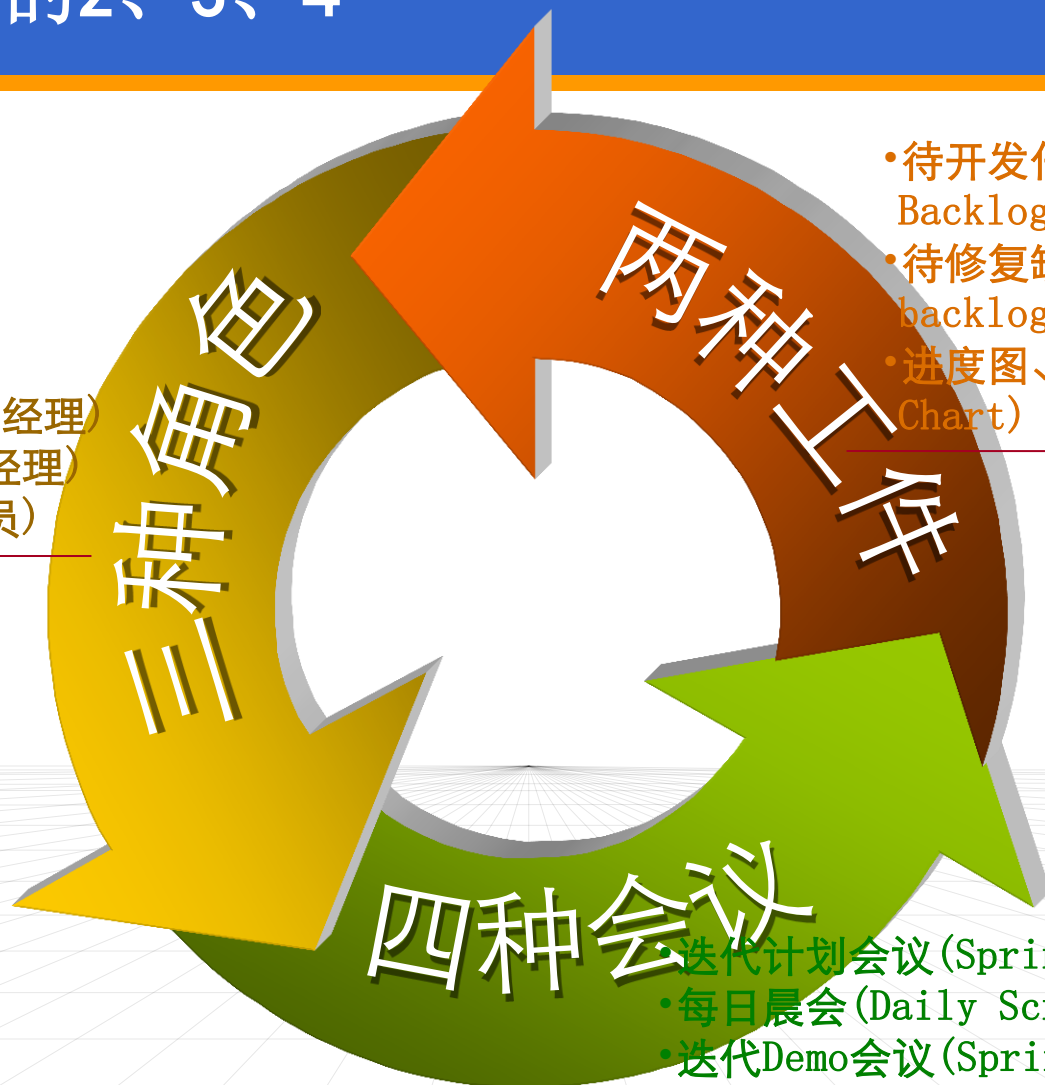 的2、3、4
•待开发
Backlog
•待修复
backlog
•进度图、
Chart)
两种工件
三种角色
经理)
经理)
员)
四种会议
•迭代计划会议(Spri
•每日晨会(Daily Sc
•迭代Demo会议(Spri